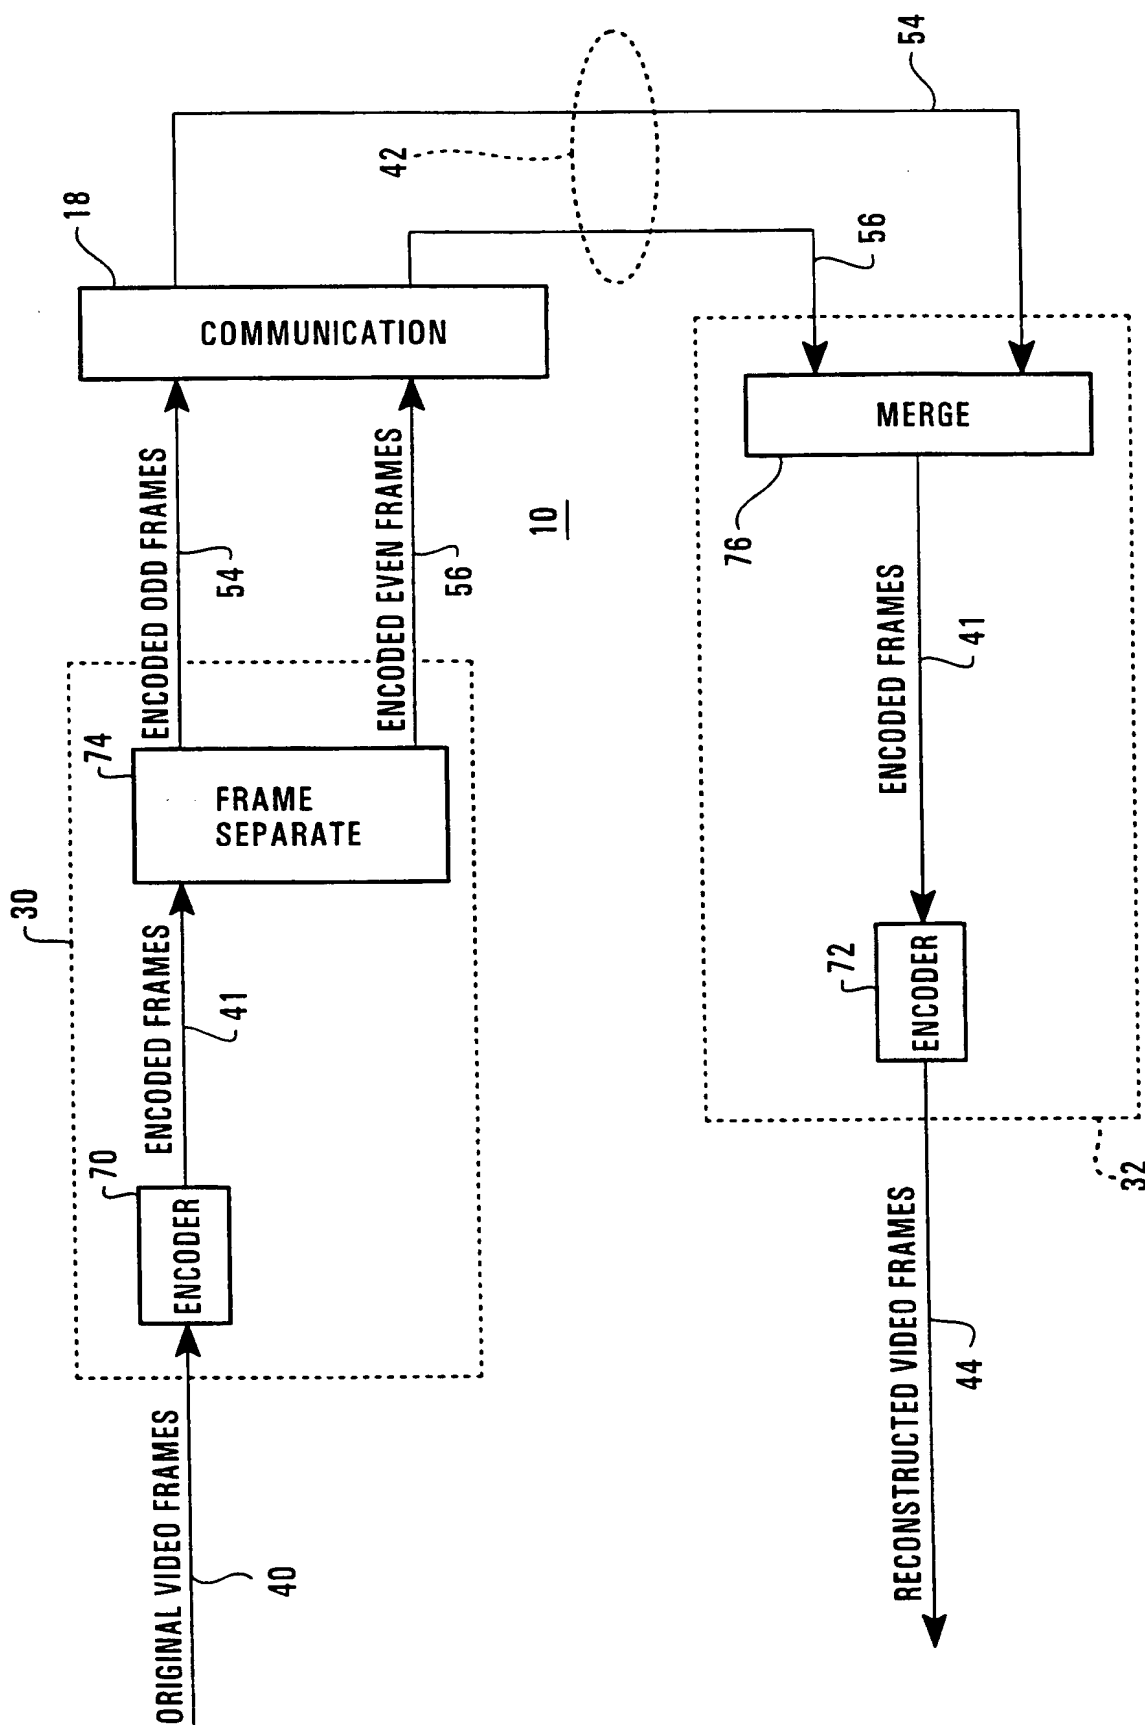 ORIGINAL VIDEO FRAMES
40
30
70
ENCODER
ENCODED FRAMES
41
74
FRAME
SEPARATE
ENCODED ODD FRAMES
54
ENCODED EVEN FRAMES
56
18
COMMUNICATION
42
10
54
56
MERGE
76
ENCODED FRAMES
41
72
ENCODER
32
RECONSTRUCTED VIDEO FRAMES
44